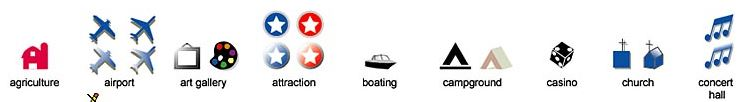 agriculture
airport
art gallery
attraction
boating
campground
casino
church
concert
hall